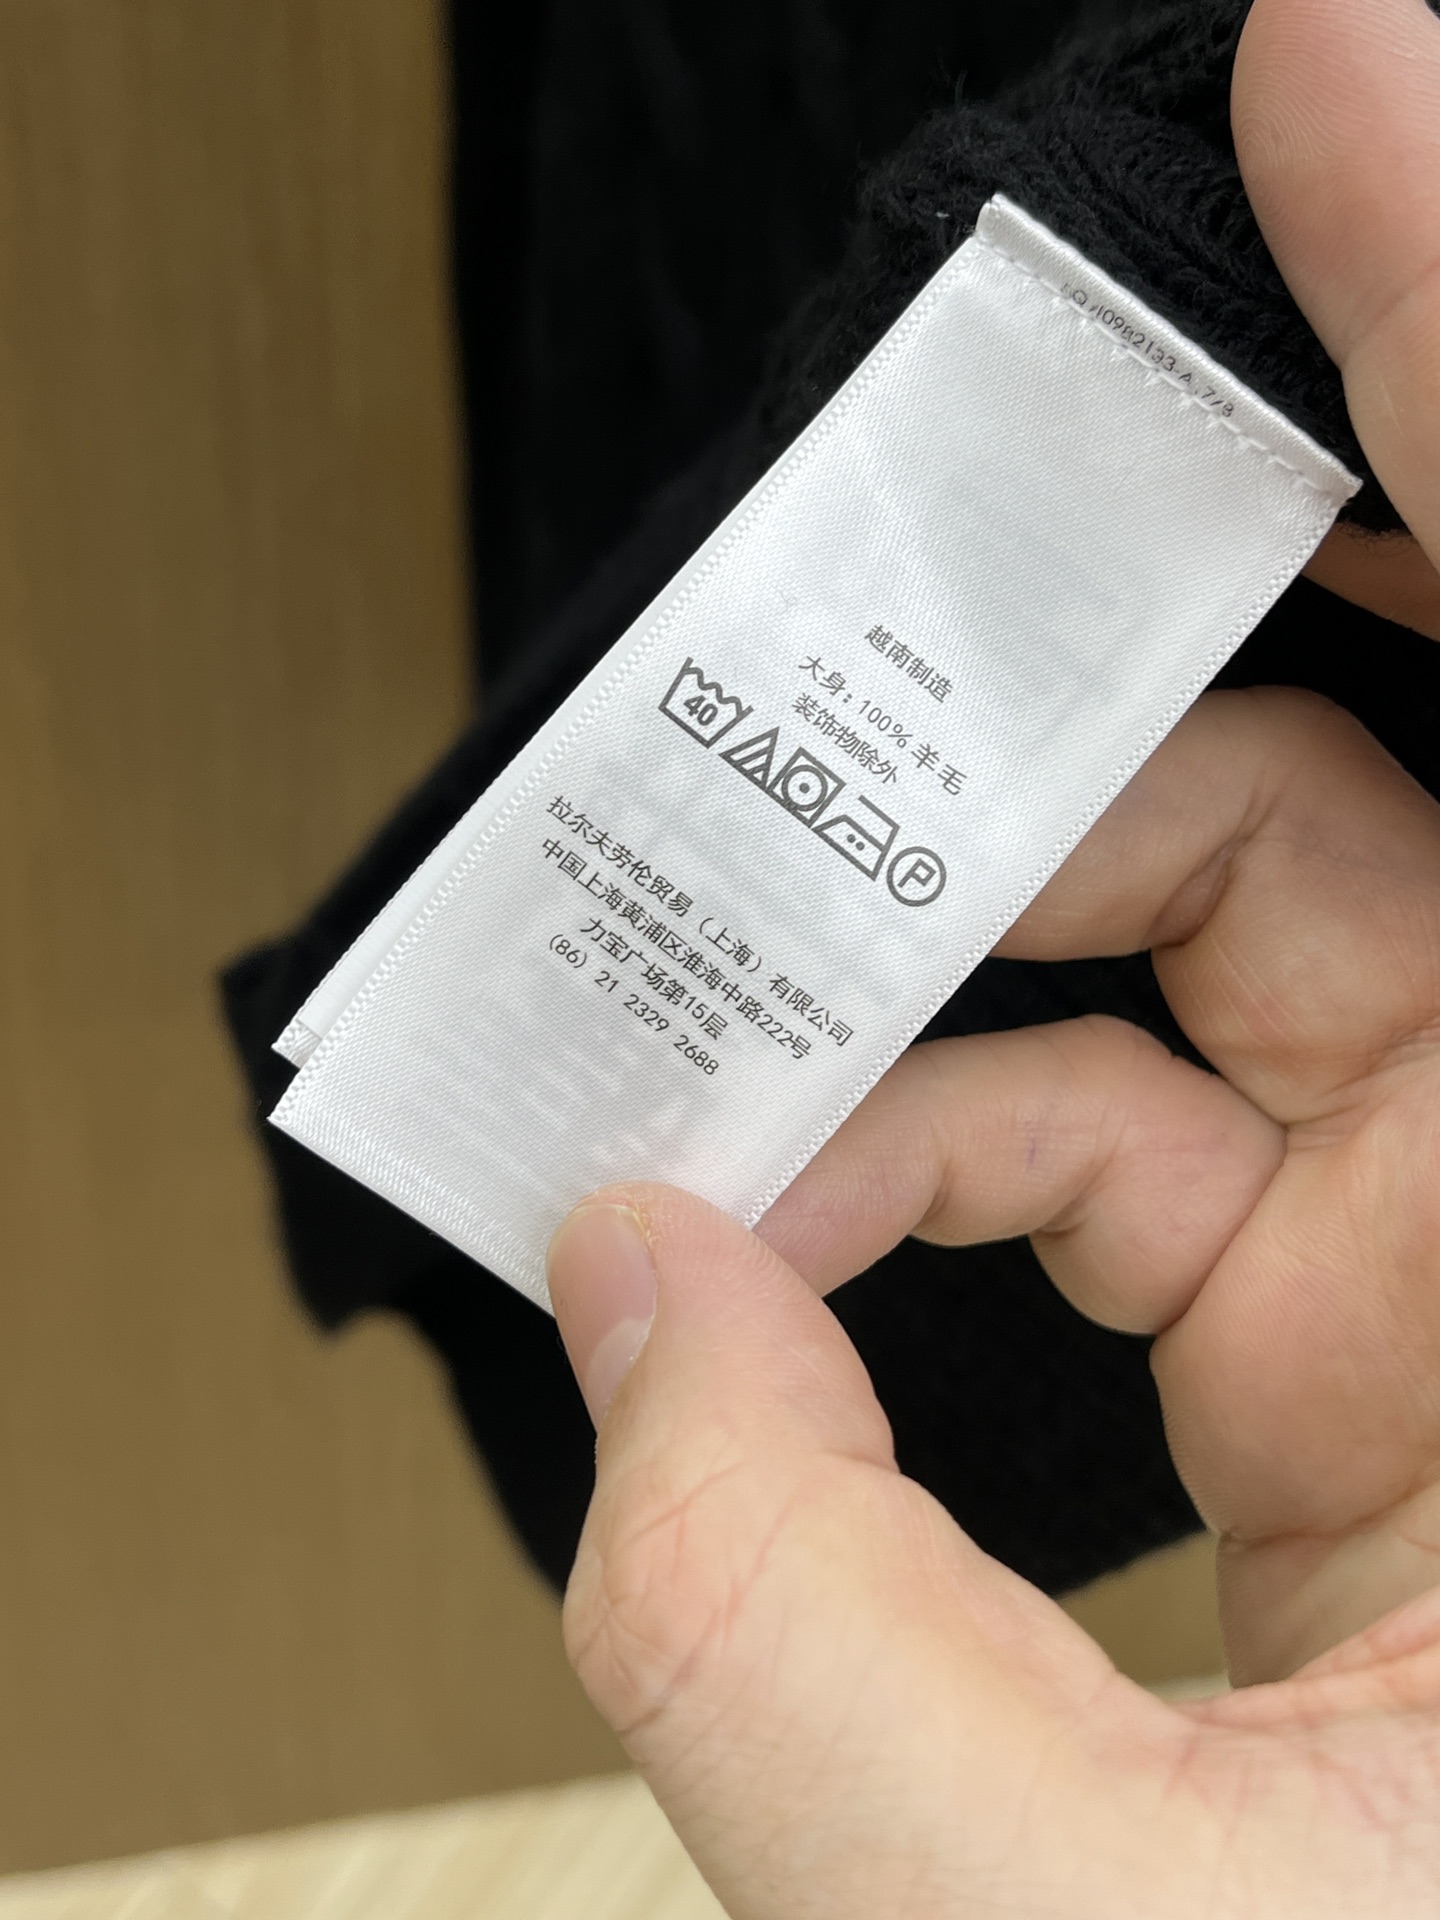 越南制造
大身: 100% 羊毛
装饰物除外
40
P
拉尔夫劳伦贸易（上海）有限公司
中国上海黄浦区淮海中路222号
力宝广场第15层
(86) 21 2329 2688